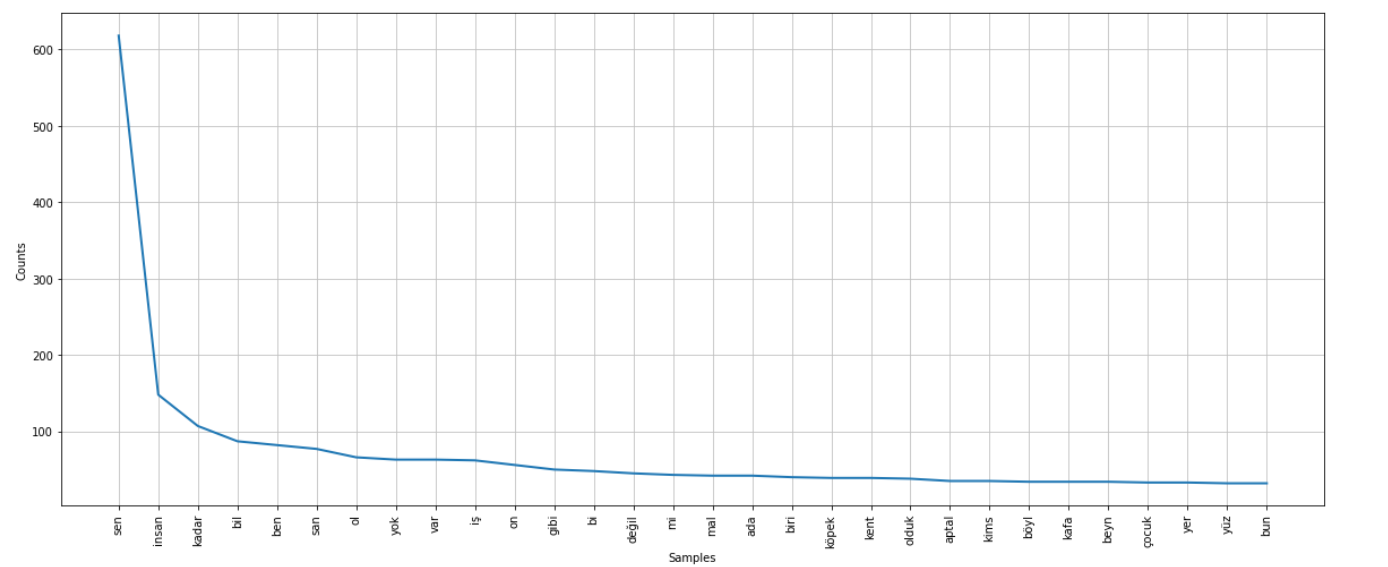 600
500
400
300
200
100
Counts
sen
insan
kadar
bil
ben
san
ol
yok
var
iş
on
gibi
bi
değil
mi
mal
ada
biri
köpek
kent
olduk
aptal
kims
böyl
kafa
beyn
çocuk
yer
yüz
bun
Samples